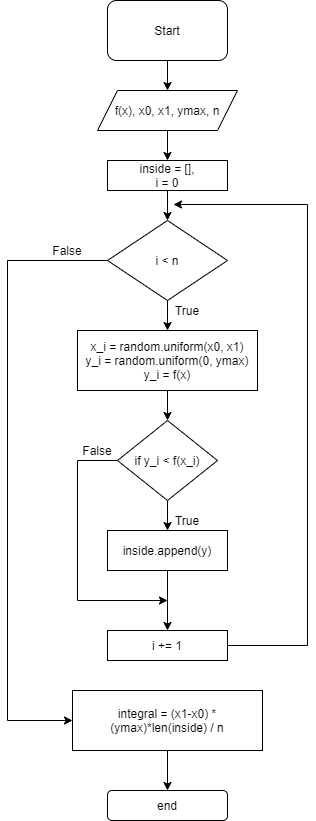 Start
f(x), x0, x1, ymax, n
inside = [],
i = 0
i < n
False
True
x_i = random.uniform(x0, x1)
y_i = random.uniform(0, ymax)
y_i = f(x)
if y_i < f(x_i)
False
True
inside.append(y)
i += 1
integral = (x1-x0) *
(ymax)*len(inside) / n
end